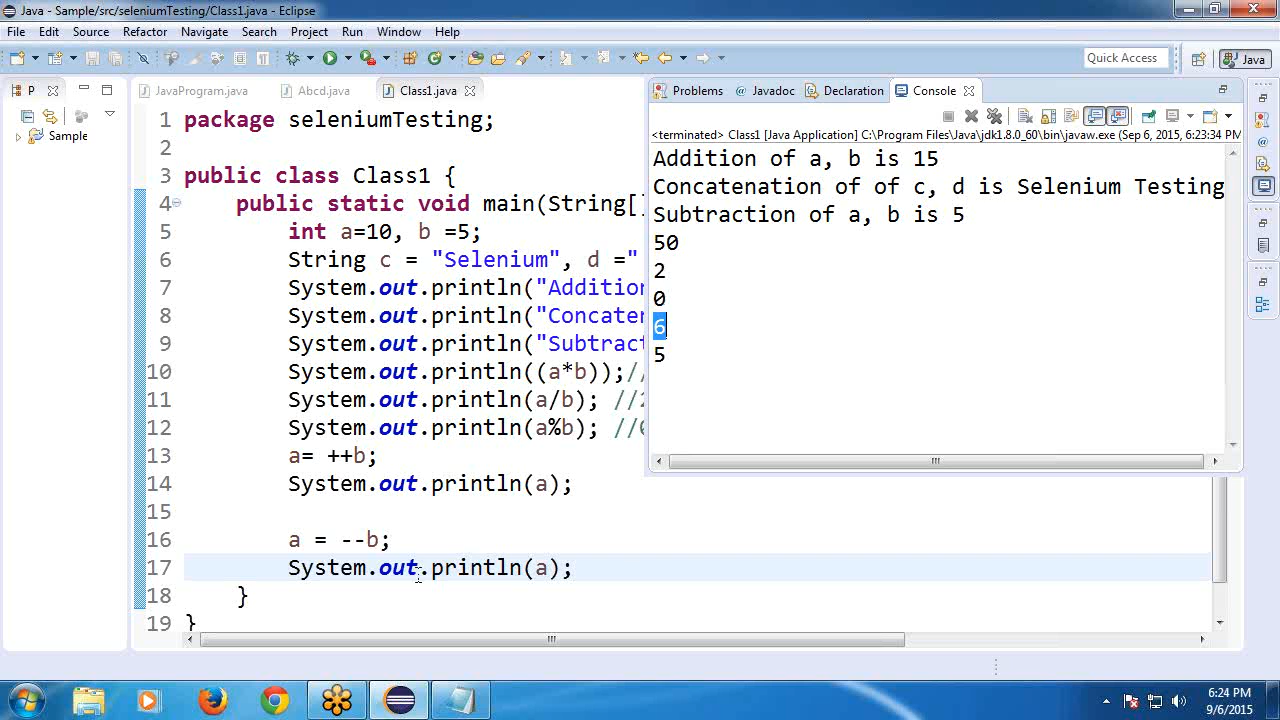 Java - Sample/src/seleniumTesting/Class1.java - Eclipse
File Edit Source Refactor Navigate Search Project Run Window Help
Quick Access
Java
P
JavaProgram.java Abcd.java Class1.java
Problems @ Javadoc Declaration Console
Sample
<terminated> Class1 [Java Application] C:\Program Files\Java\jdk1.8.0_60\bin\javaw.exe (Sep 6, 2015, 6:23:34 PM
Addition of a, b is 15
Concatenation of of c, d is Selenium Testing
Subtraction of a, b is 5
50
2
0
6
5
1 package seleniumTesting;
2
3 public class Class1 {
4 public static void main(String[]
5 int a=10, b =5;
6 String c = "Selenium", d ="
7 System.out.println("Addition
8 System.out.println("Concater
9 System.out.println("Subtract
10 System.out.println((a*b));//
11 System.out.println(a/b); //2
12 System.out.println(a%b); //0
13 a= ++b;
14 System.out.println(a);
15
16 a = --b;
17 System.out.println(a);
18 }
19 }
6:24 PM
9/6/2015